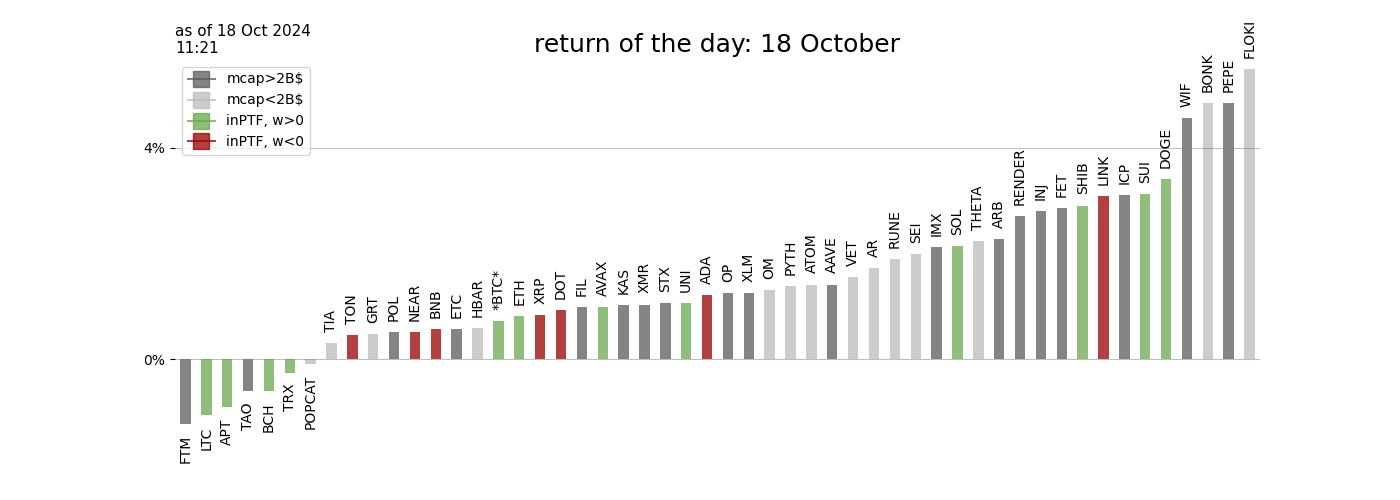 as of 18 Oct 2024
11:21
return of the day: 18 October
mcap>2B$
mcap<2B$
inPTF, w>0
inPTF, w<0
4%
0%
FTM
LTC
APT
TAO
BCH
TRX
POPCAT
TIA
TON
GRT
POL
NEAR
BNB
ETC
HBAR
*BTC*
ETH
XRP
DOT
FIL
AVAX
KAS
XMR
STX
UNI
ADA
OP
XLM
OM
PYTH
ATOM
AAVE
VET
AR
RUNE
SEI
IMX
SOL
THETA
ARB
RENDER
INJ
FET
SHIB
LINK
ICP
SUI
DOGE
WIF
BONK
PEPE
FLOKI